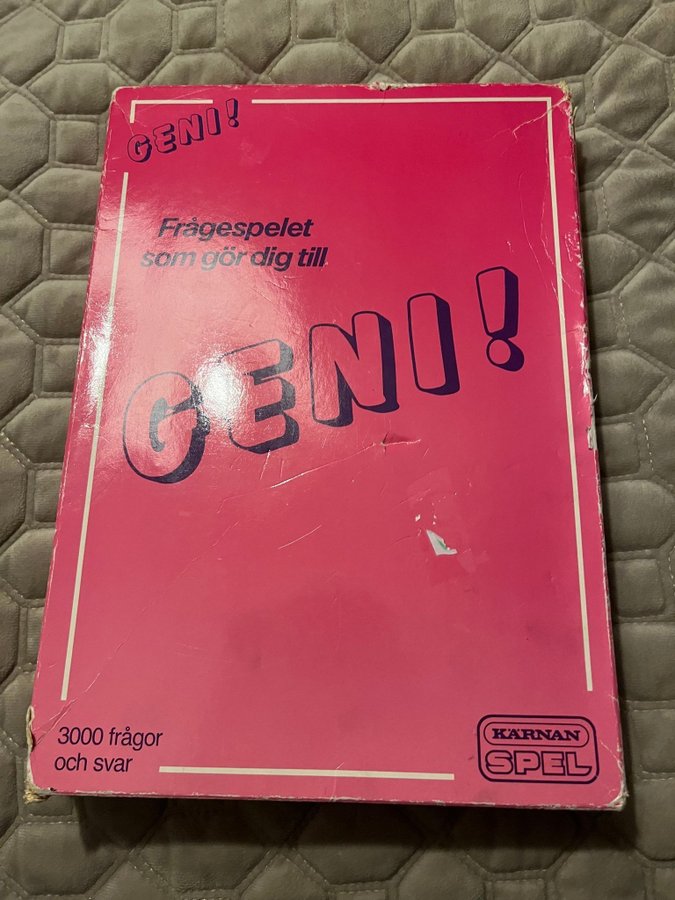 GENI!
Frågespelet
som gör dig till
GENI!
3000 frågor
och svar
KÄRNAN
SPEL